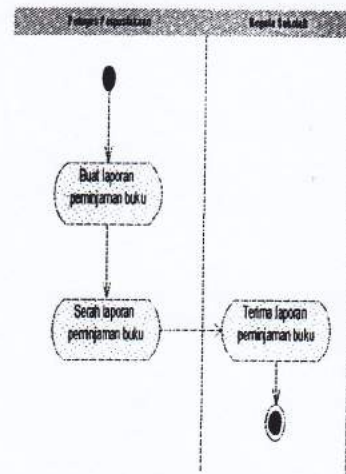 Petugas Perpustakaan
Kepala Sekolah
Buat laporan
peminjaman buku
Serah laporan
peminjaman buku
Terima laporan
peminjaman buku